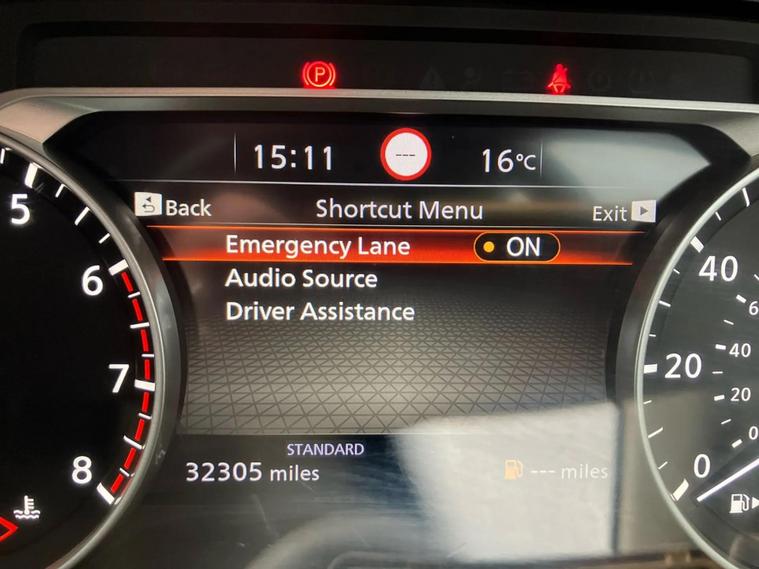 P
15:11 --- 16°C
Back Shortcut Menu Exit
Emergency Lane ON
Audio Source
Driver Assistance
STANDARD
32305 miles --- miles
5
6
7
8
40
20
0
40
20
0